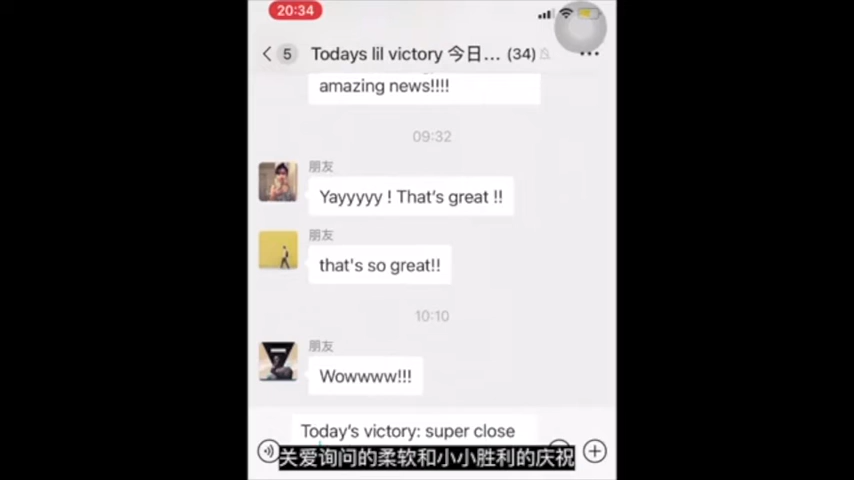 20:34
5
Todays lil victory 今日... (34)
amazing news!!!!
09:32
朋友
Yayyyyy ! That's great !!
朋友
that's so great!!
10:10
朋友
Wowwww!!!
Today's victory: super close
关爱询问的柔软和小小胜利的庆祝